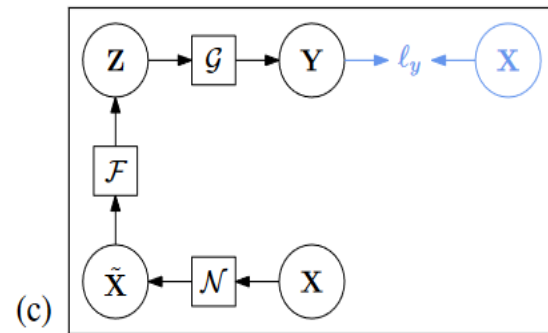 Z 𝒢 Y ℓ_y X
ℱ
X̃ 𝒩 X
(c)